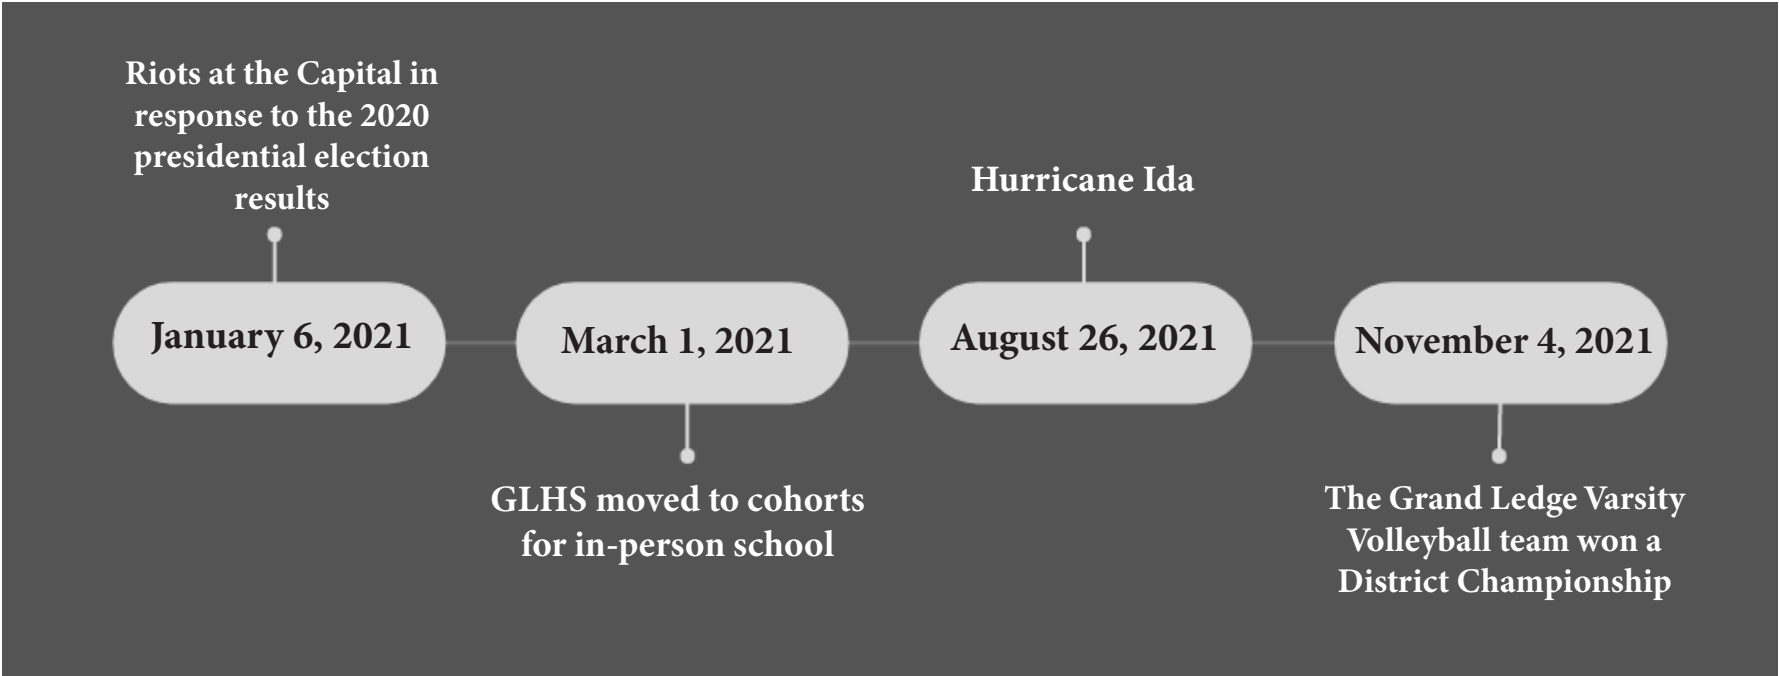 Riots at the Capital in
response to the 2020
presidential election
results
Hurricane Ida
January 6, 2021
March 1, 2021
August 26, 2021
November 4, 2021
GLHS moved to cohorts
for in-person school
The Grand Ledge Varsity
Volleyball team won a
District Championship